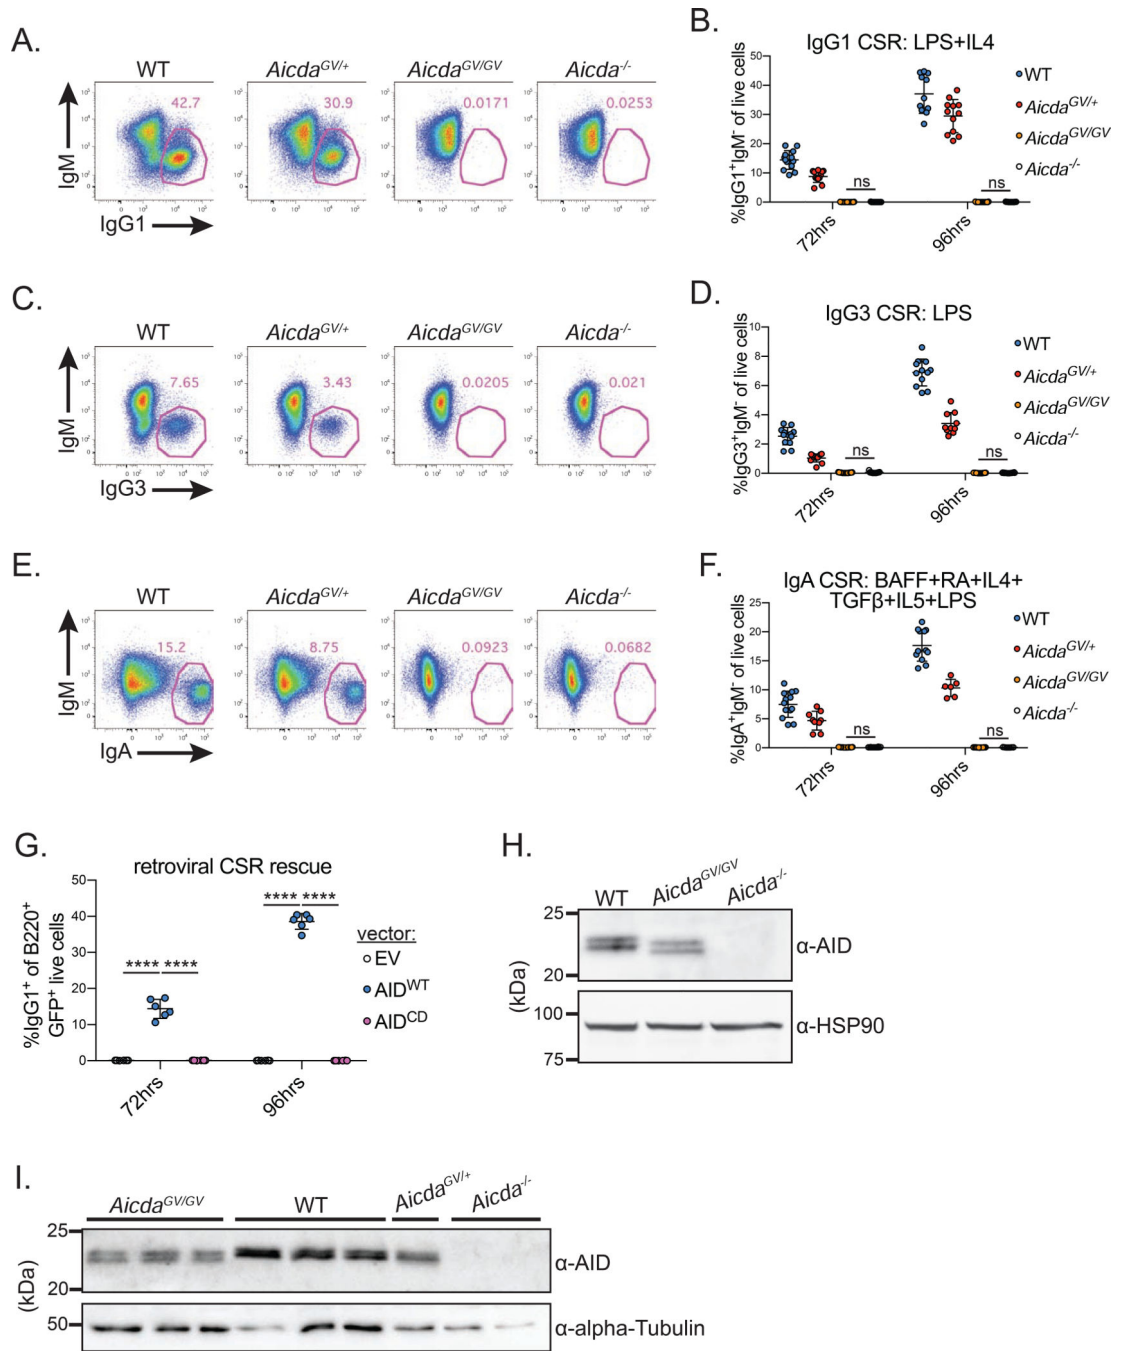 A.
WT
Aicda^GV/+
Aicda^GV/GV
Aicda^-/-
42.7
30.9
0.0171
0.0253
IgM
IgG1
B.
IgG1 CSR: LPS+IL4
%IgG1⁺IgM⁻ of live cells
50
40
30
20
10
0
72hrs
96hrs
ns
ns
WT
Aicda^GV/+
Aicda^GV/GV
Aicda^-/-
C.
WT
Aicda^GV/+
Aicda^GV/GV
Aicda^-/-
7.65
3.43
0.0205
0.021
IgM
IgG3
D.
IgG3 CSR: LPS
%IgG3⁺IgM⁻ of live cells
10
8
6
4
2
0
72hrs
96hrs
ns
ns
WT
Aicda^GV/+
Aicda^GV/GV
Aicda^-/-
E.
WT
Aicda^GV/+
Aicda^GV/GV
Aicda^-/-
15.2
8.75
0.0923
0.0682
IgM
IgA
F.
IgA CSR: BAFF+RA+IL4+
TGFβ+IL5+LPS
%IgA⁺IgM⁻ of live cells
25
20
15
10
5
0
72hrs
96hrs
ns
ns
WT
Aicda^GV/+
Aicda^GV/GV
Aicda^-/-
G.
retroviral CSR rescue
%IgG1⁺ of B220⁺
GFP⁺ live cells
50
40
30
20
10
0
**** ****
**** ****
72hrs
96hrs
vector:
EV
AID^WT
AID^CD
H.
WT
Aicda^GV/GV
Aicda^-/-
25
20
α-AID
100
75
α-HSP90
(kDa)
I.
Aicda^GV/GV
WT
Aicda^GV/+
Aicda^-/-
25
20
α-AID
50
α-alpha-Tubulin
(kDa)